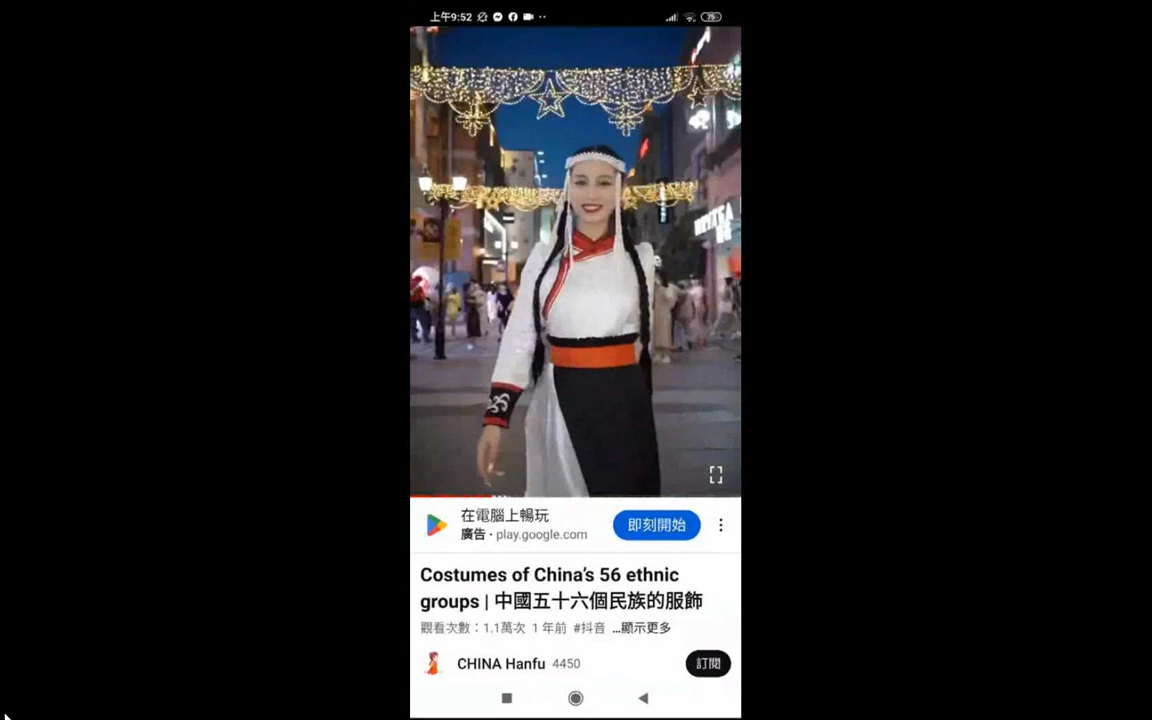 上午9:52
75
在電腦上暢玩
廣告 · play.google.com
即刻開始
Costumes of China's 56 ethnic
groups | 中國五十六個民族的服飾
觀看次數：1.1萬次 1 年前 #抖音 ...顯示更多
CHINA Hanfu 4450
訂閱